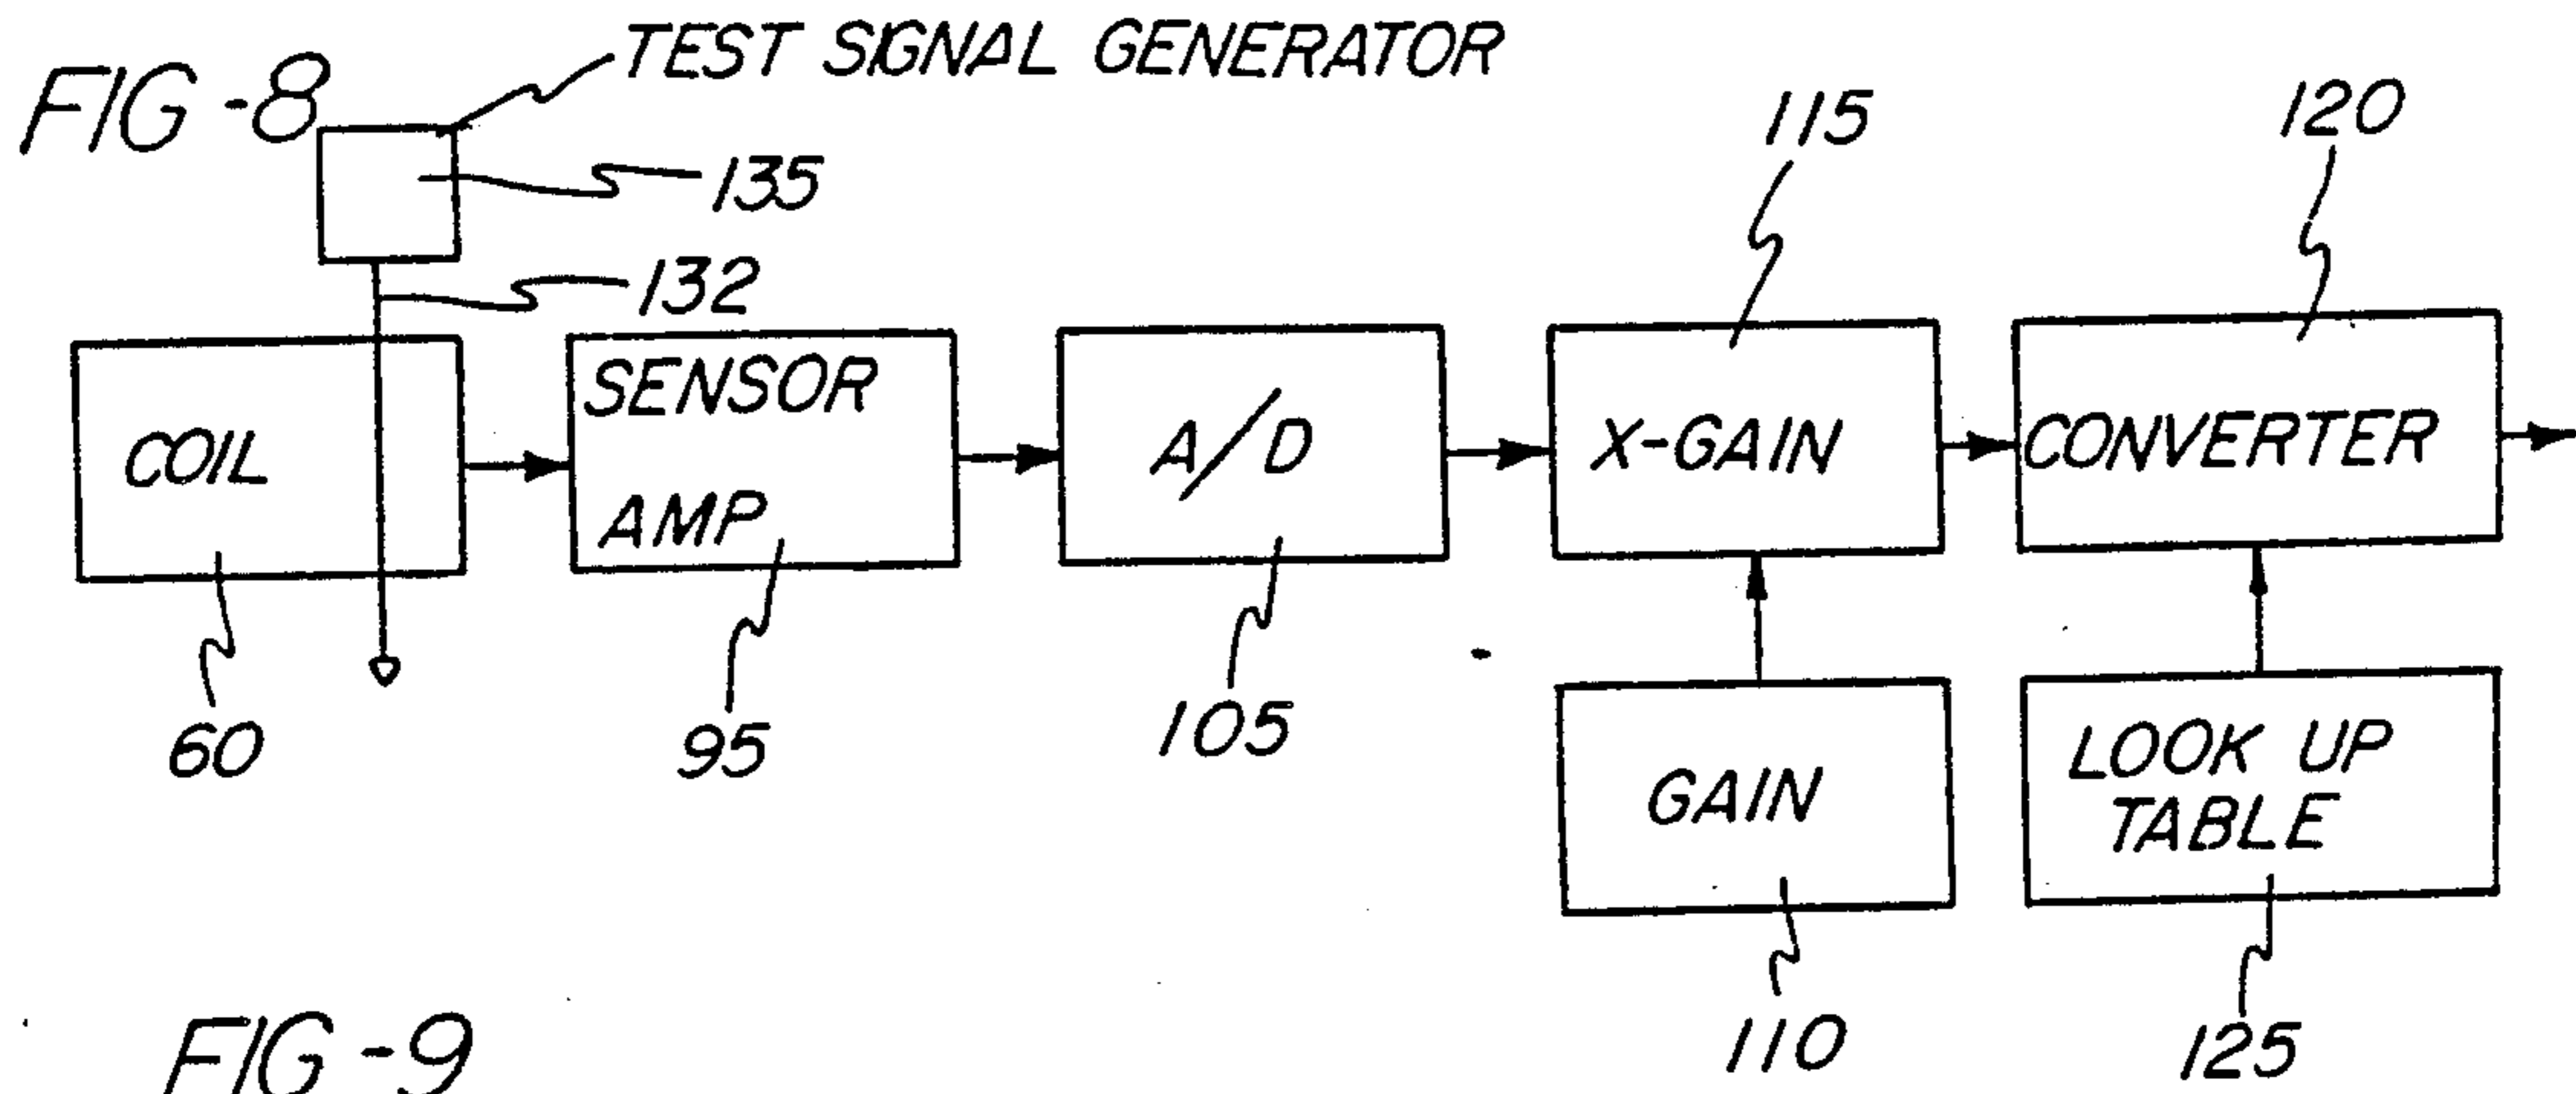 FIG-8
TEST SIGNAL GENERATOR
135
132
115
120
COIL
SENSOR
AMP
A/D
X-GAIN
CONVERTER
60
95
105
GAIN
LOOK UP
TABLE
110
125
FIG-9